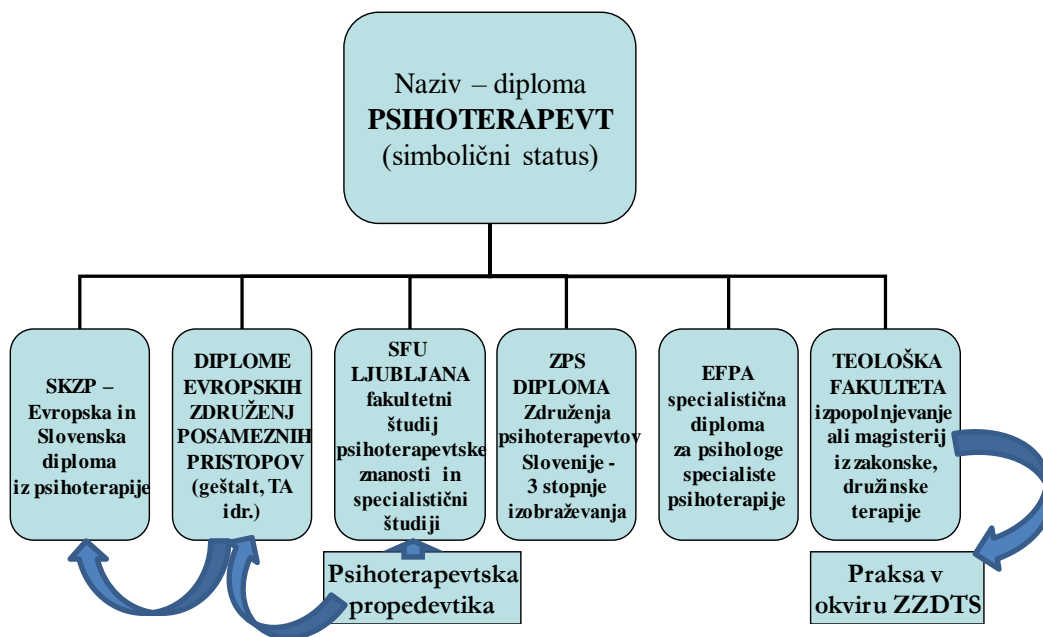 Naziv – diploma
PSIHOTERAPEVT
(simbolični status)
SKZP –
Evropska in
Slovenska
diploma
iz psihoterapije
DIPLOME
EVROPSKIH
ZDRUŽENJ
POSAMEZNIH
PRISTOPOV
(geštalt, TA
idr.)
SFU
LJUBLJANA
fakultetni
študij
psihoterapevtske
znanosti in
specialistični
študiji
ZPS
DIPLOMA
Združenja
psihoterapevtov
Slovenije -
3 stopnje
izobraževanja
EFPA
specialistična
diploma
za psihologe
specialiste
psihoterapije
TEOLOŠKA
FAKULTETA
izpopolnjevanje
ali magisterij
iz zakonske,
družinske
terapije
Psihoterapevtska
propedevtika
Praksa v
okviru ZZDTS